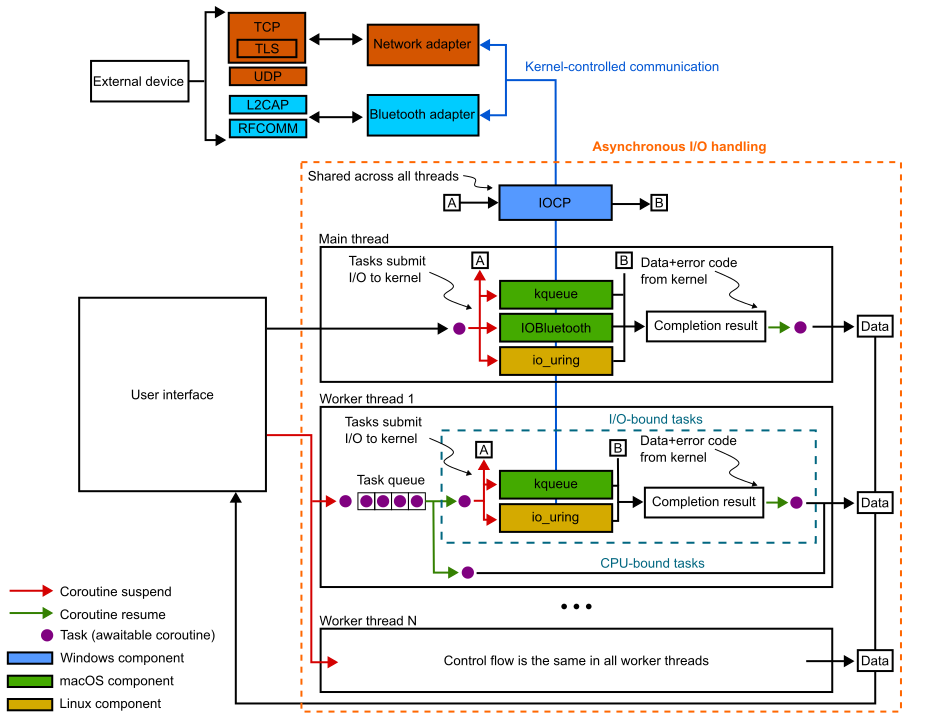 TCP
TLS
Network adapter
Kernel-controlled communication
External device
UDP
L2CAP
Bluetooth adapter
RFCOMM
Asynchronous I/O handling
Shared across all threads
A
IOCP
B
Main thread
Tasks submit
I/O to kernel
A
B
Data+error code
from kernel
kqueue
IOBluetooth
Completion result
Data
io_uring
User interface
Worker thread 1
I/O-bound tasks
Tasks submit
I/O to kernel
A
B
Data+error code
from kernel
Task queue
kqueue
Completion result
Data
io_uring
CPU-bound tasks
Coroutine suspend
Coroutine resume
Task (awaitable coroutine)
Windows component
macOS component
Linux component
Worker thread N
Control flow is the same in all worker threads
Data